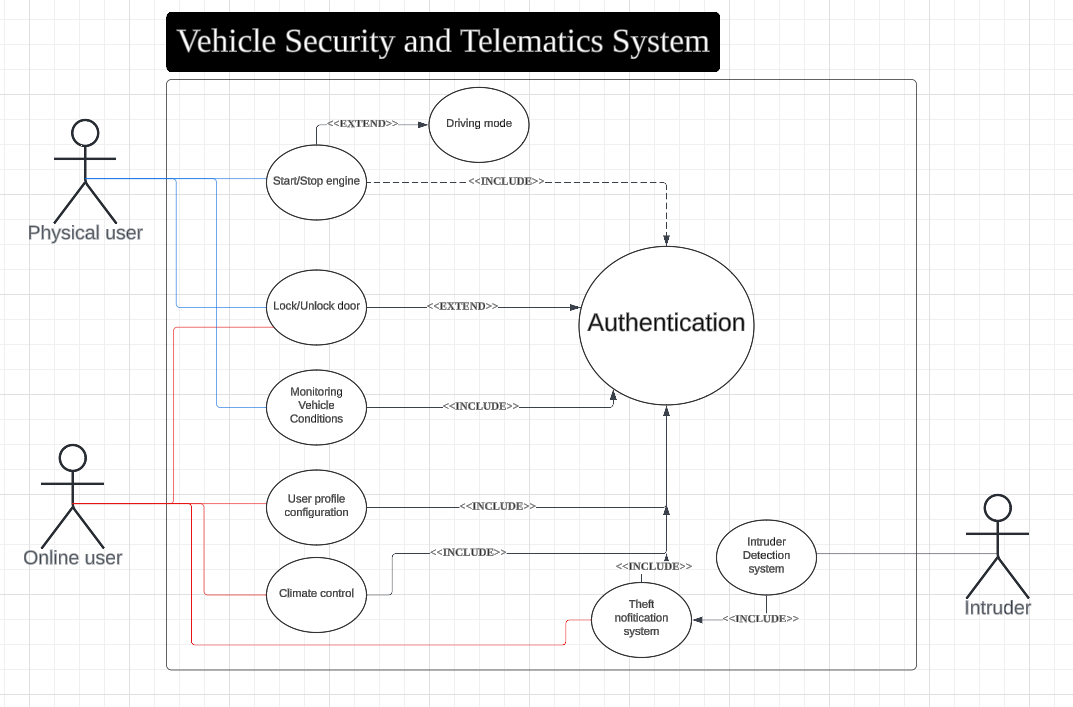 Vehicle Security and Telematics System
<<EXTEND>>
Driving mode
Start/Stop engine
<<INCLUDE>>
Physical user
Lock/Unlock door
<<EXTEND>>
Authentication
Monitoring
Vehicle
Conditions
<<INCLUDE>>
User profile
configuration
<<INCLUDE>>
Online user
Climate control
<<INCLUDE>>
<<INCLUDE>>
Intruder
Detection
system
Theft
nofitication
system
<<INCLUDE>>
Intruder